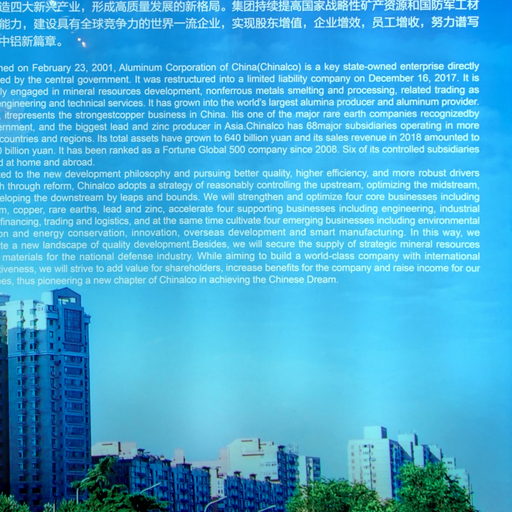 造四大新兴产业，形成高质量发展的新格局。集团持续提高国家战略性矿产资源和国防军工材
能力，建设具有全球竞争力的世界一流企业，实现股东增值，企业增效，员工增收，努力谱写
中铝新篇章。
ned on February 23, 2001, Aluminum Corporation of China(Chinalco) is a key state-owned enterprise directly
ed by the central government. It was restructured into a limited liability company on December 16, 2017. It is
ly engaged in mineral resources development, nonferrous metals smelting and processing, related trading as
engineering and technical services. It has grown into the world's largest alumina producer and aluminum provider.
, itrepresents the strongestcopper business in China. Itis one of the major rare earth companies recognizedby
ernment, and the biggest lead and zinc producer in Asia.Chinalco has 68major subsidiaries operating in more
countries and regions. Its total assets have grown to 640 billion yuan and its sales revenue in 2018 amounted to
0 billion yuan. It has been ranked as a Fortune Global 500 company since 2008. Six of its controlled subsidiaries
d at home and abroad.
ted to the new development philosophy and pursuing better quality, higher efficiency, and more robust drivers
h through reform, Chinalco adopts a strategy of reasonably controlling the upstream, optimizing the midstream,
eloping the downstream by leaps and bounds. We will strengthen and optimize four core businesses including
m, copper, rare earths, lead and zinc, accelerate four supporting businesses including engineering, industrial
financing, trading and logistics, and at the same time cultivate four emerging businesses including environmental
on and energy conservation, innovation, overseas development and smart manufacturing. In this way, we
te a new landscape of quality development.Besides, we will secure the supply of strategic mineral resources
materials for the national defense industry. While aiming to build a world-class company with international
tiveness, we will strive to add value for shareholders, increase benefits for the company and raise income for our
es, thus pioneering a new chapter of Chinalco in achieving the Chinese Dream.